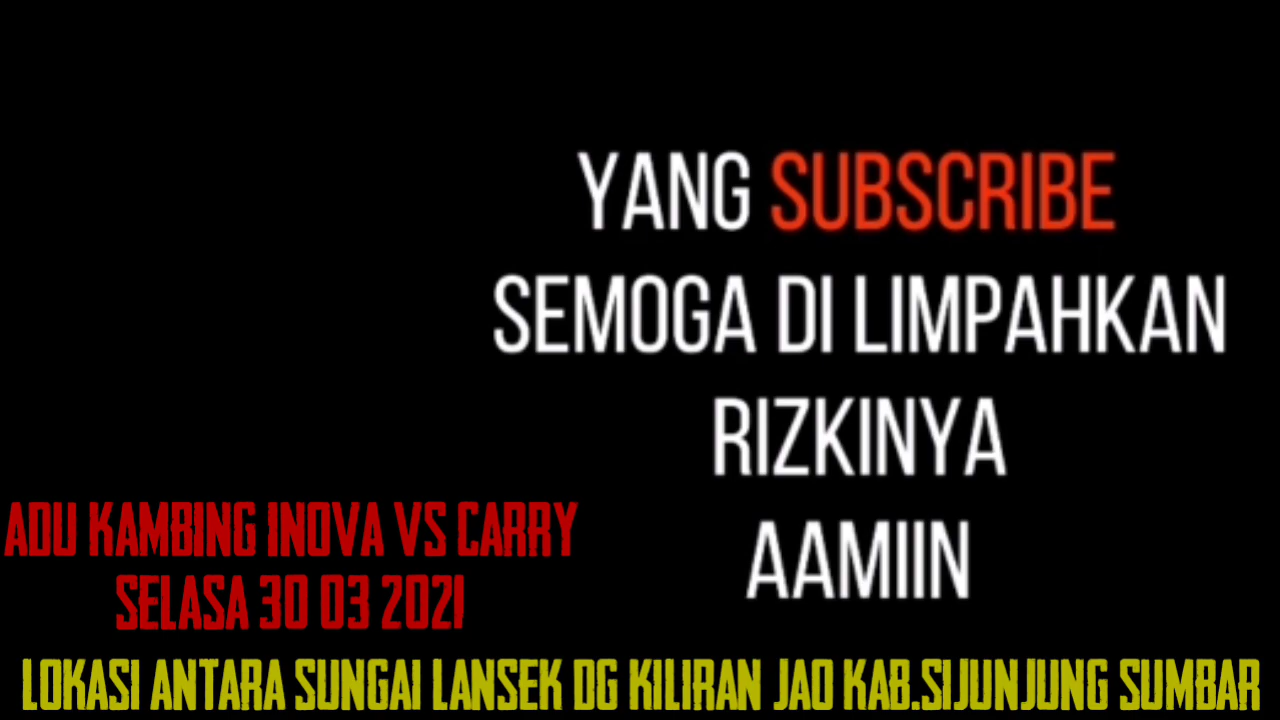 YANG SUBSCRIBE
SEMOGA DI LIMPAHKAN
RIZKINYA
AAMIIN
ADU KAMBING INOVA VS CARRY
SELASA 30 03 2021
LOKASI ANTARA SUNGAI LANSEK DG KILIRAN JAO KAB.SIJUNJUNG SUMBAR